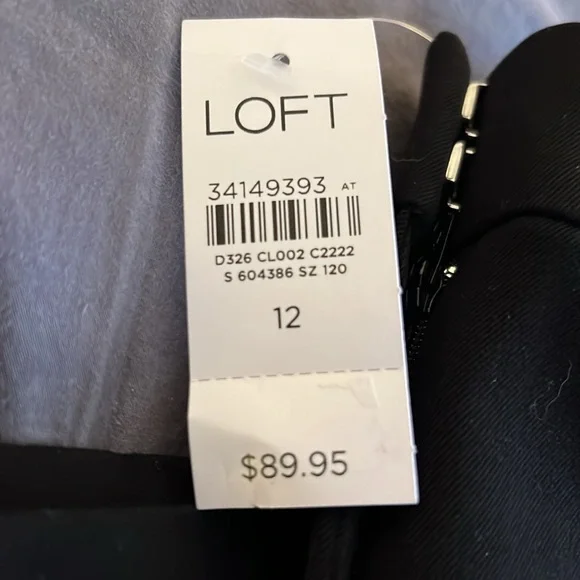 LOFT
34149393 AT
D326 CL002 C2222
S 604386 SZ 120
12
$89.95